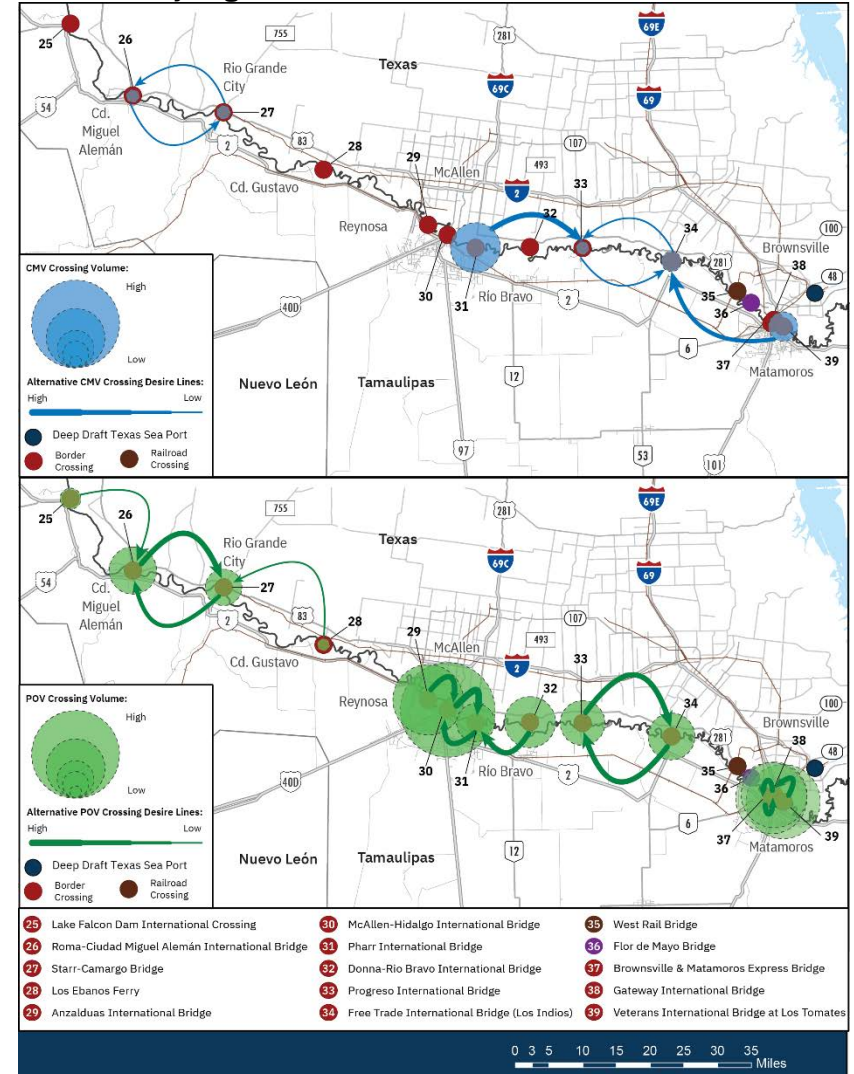 25
26
755
281
69E
Rio Grande
City
Texas
69C
54
27
69
Cd.
Miguel
Alemán
83
2
28
29
McAllen
493
107
33
Cd. Gustavo
2
Reynosa
32
34
100
Brownsville
281
38
48
CMV Crossing Volume:
High
Low
30
31
Río Bravo
2
35
36
40D
6
39
37
Matamoros
Alternative CMV Crossing Desire Lines:
High
Low
Nuevo León
Tamaulipas
12
Deep Draft Texas Sea Port
Border
Crossing
Railroad
Crossing
97
53
101
25
26
755
281
69E
Rio Grande
City
Texas
69C
54
27
69
Cd.
Miguel
Alemán
83
2
28
29
McAllen
493
107
33
Cd. Gustavo
2
Reynosa
32
34
100
Brownsville
281
38
48
POV Crossing Volume:
High
Low
30
31
Río Bravo
2
35
36
40D
6
39
37
Matamoros
Alternative POV Crossing Desire Lines:
High
Low
Nuevo León
Tamaulipas
12
Deep Draft Texas Sea Port
Border
Crossing
Railroad
Crossing
25 Lake Falcon Dam International Crossing
26 Roma-Ciudad Miguel Alemán International Bridge
27 Starr-Camargo Bridge
28 Los Ebanos Ferry
29 Anzalduas International Bridge
30 McAllen-Hidalgo International Bridge
31 Pharr International Bridge
32 Donna-Rio Bravo International Bridge
33 Progreso International Bridge
34 Free Trade International Bridge (Los Indios)
35 West Rail Bridge
36 Flor de Mayo Bridge
37 Brownsville & Matamoros Express Bridge
38 Gateway International Bridge
39 Veterans International Bridge at Los Tomates
0 3 5 10 15 20 25 30 35
Miles